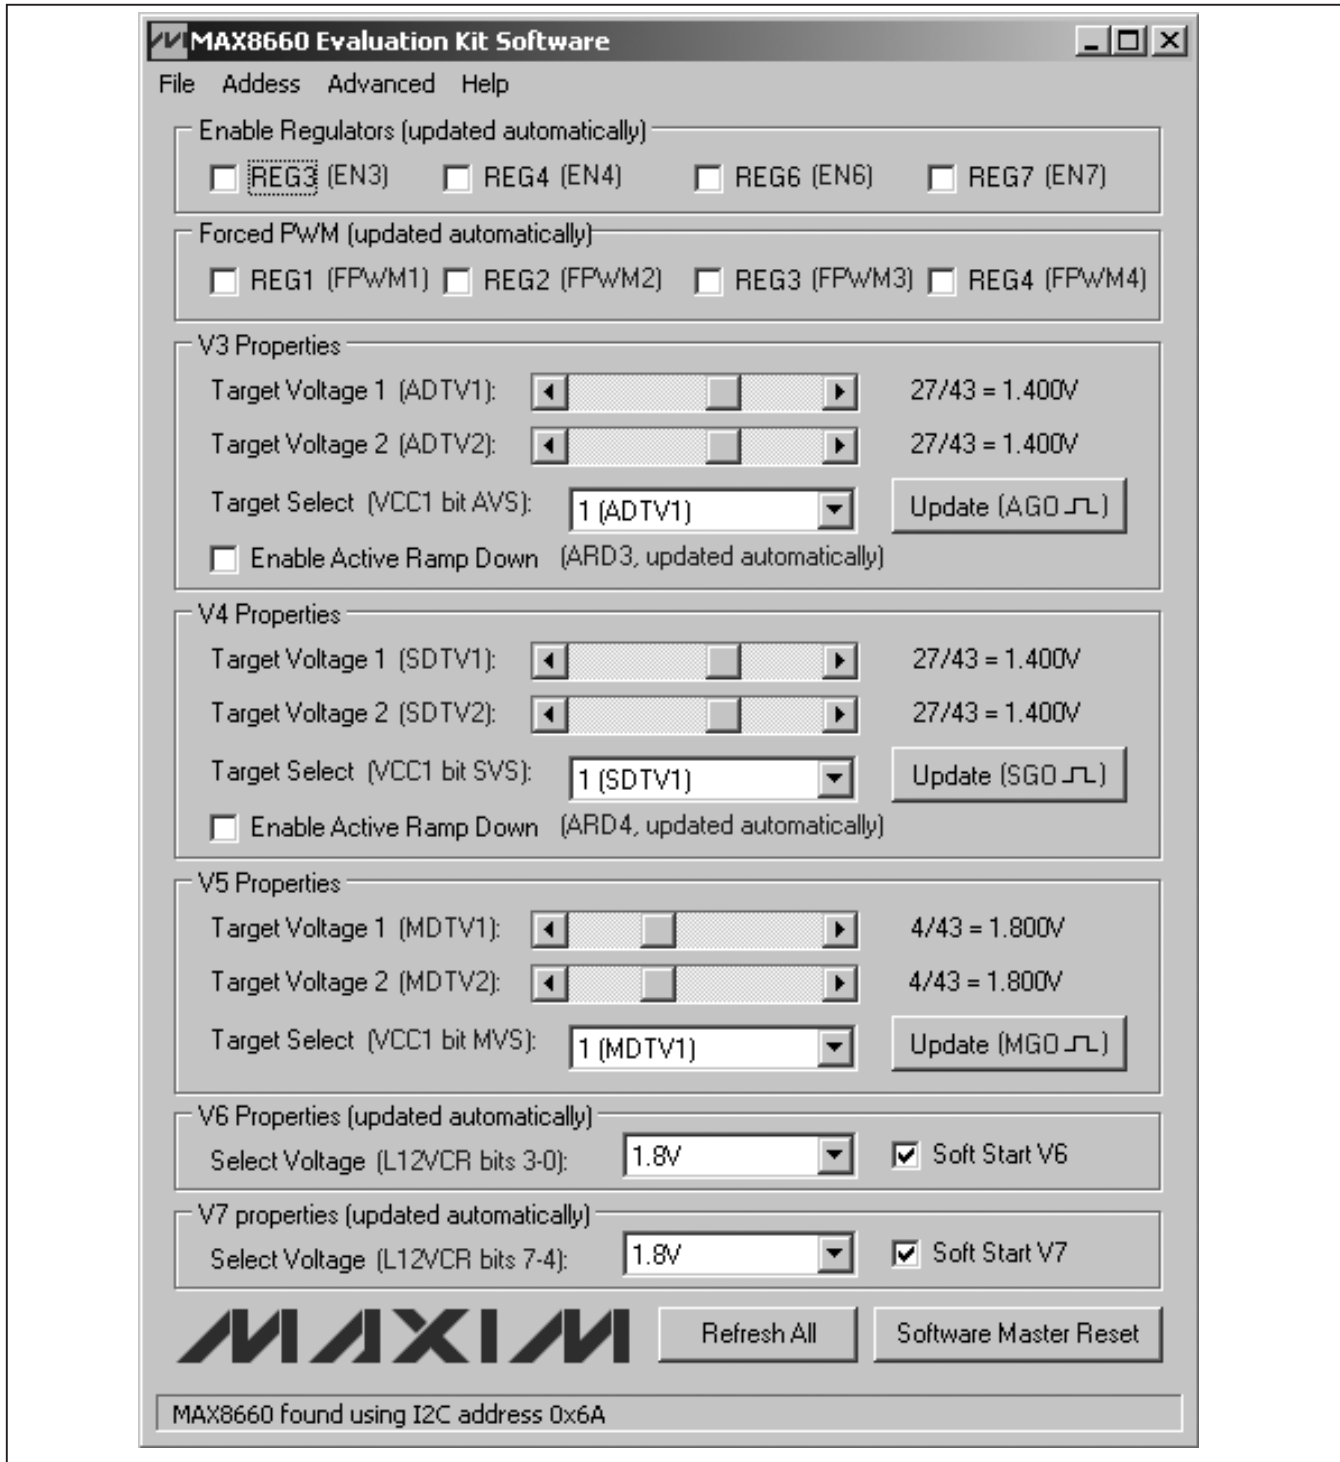 MAX8660 Evaluation Kit Software
File Addess Advanced Help
Enable Regulators (updated automatically)
REG3 (EN3) REG4 (EN4) REG6 (EN6) REG7 (EN7)
Forced PWM (updated automatically)
REG1 (FPWM1) REG2 (FPWM2) REG3 (FPWM3) REG4 (FPWM4)
V3 Properties
Target Voltage 1 (ADTV1): 27/43 = 1.400V
Target Voltage 2 (ADTV2): 27/43 = 1.400V
Target Select (VCC1 bit AVS): 1 (ADTV1) Update (AGO)
Enable Active Ramp Down (ARD3, updated automatically)
V4 Properties
Target Voltage 1 (SDTV1): 27/43 = 1.400V
Target Voltage 2 (SDTV2): 27/43 = 1.400V
Target Select (VCC1 bit SVS): 1 (SDTV1) Update (SGO)
Enable Active Ramp Down (ARD4, updated automatically)
V5 Properties
Target Voltage 1 (MDTV1): 4/43 = 1.800V
Target Voltage 2 (MDTV2): 4/43 = 1.800V
Target Select (VCC1 bit MVS): 1 (MDTV1) Update (MGO)
V6 Properties (updated automatically)
Select Voltage (L12VCR bits 3-0): 1.8V Soft Start V6
V7 properties (updated automatically)
Select Voltage (L12VCR bits 7-4): 1.8V Soft Start V7
MAXIM Refresh All Software Master Reset
MAX8660 found using I2C address 0x6A